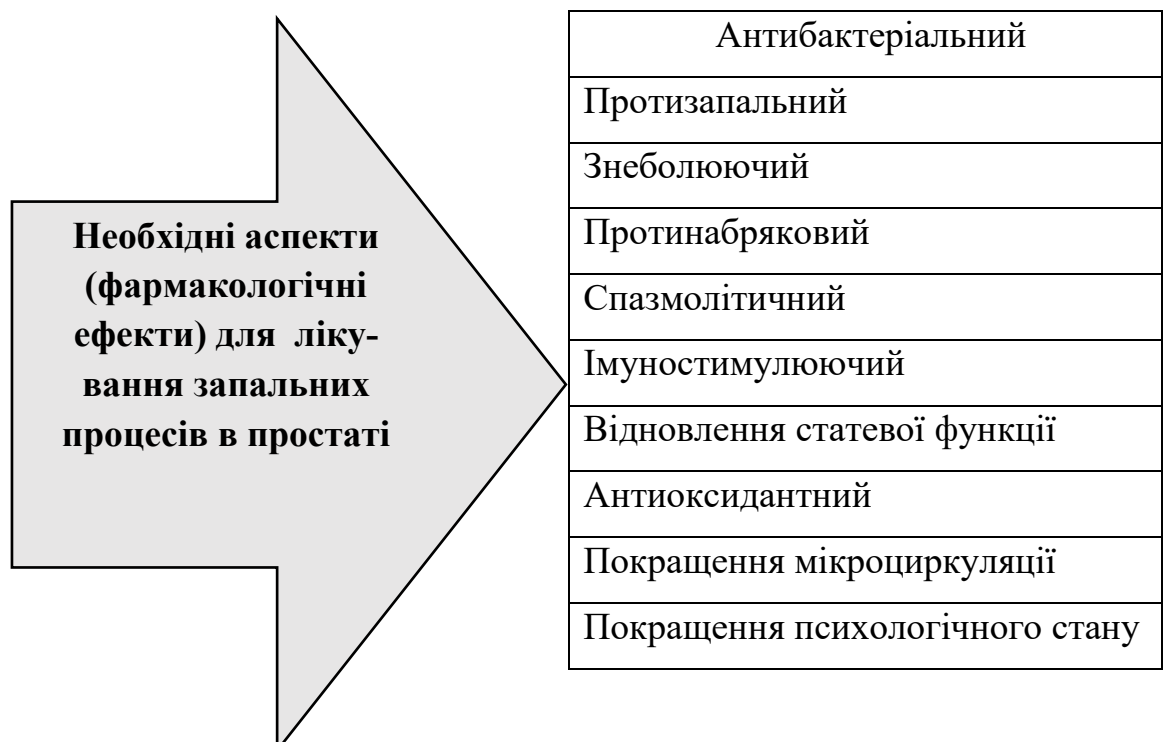 Необхідні аспекти
(фармакологічні
ефекти) для ліку-
вання запальних
процесів в простаті
Антибактеріальний
Протизапальний
Знеболюючий
Протинабряковий
Спазмолітичний
Імуностимулюючий
Відновлення статевої функції
Антиоксидантний
Покращення мікроциркуляції
Покращення психологічного стану